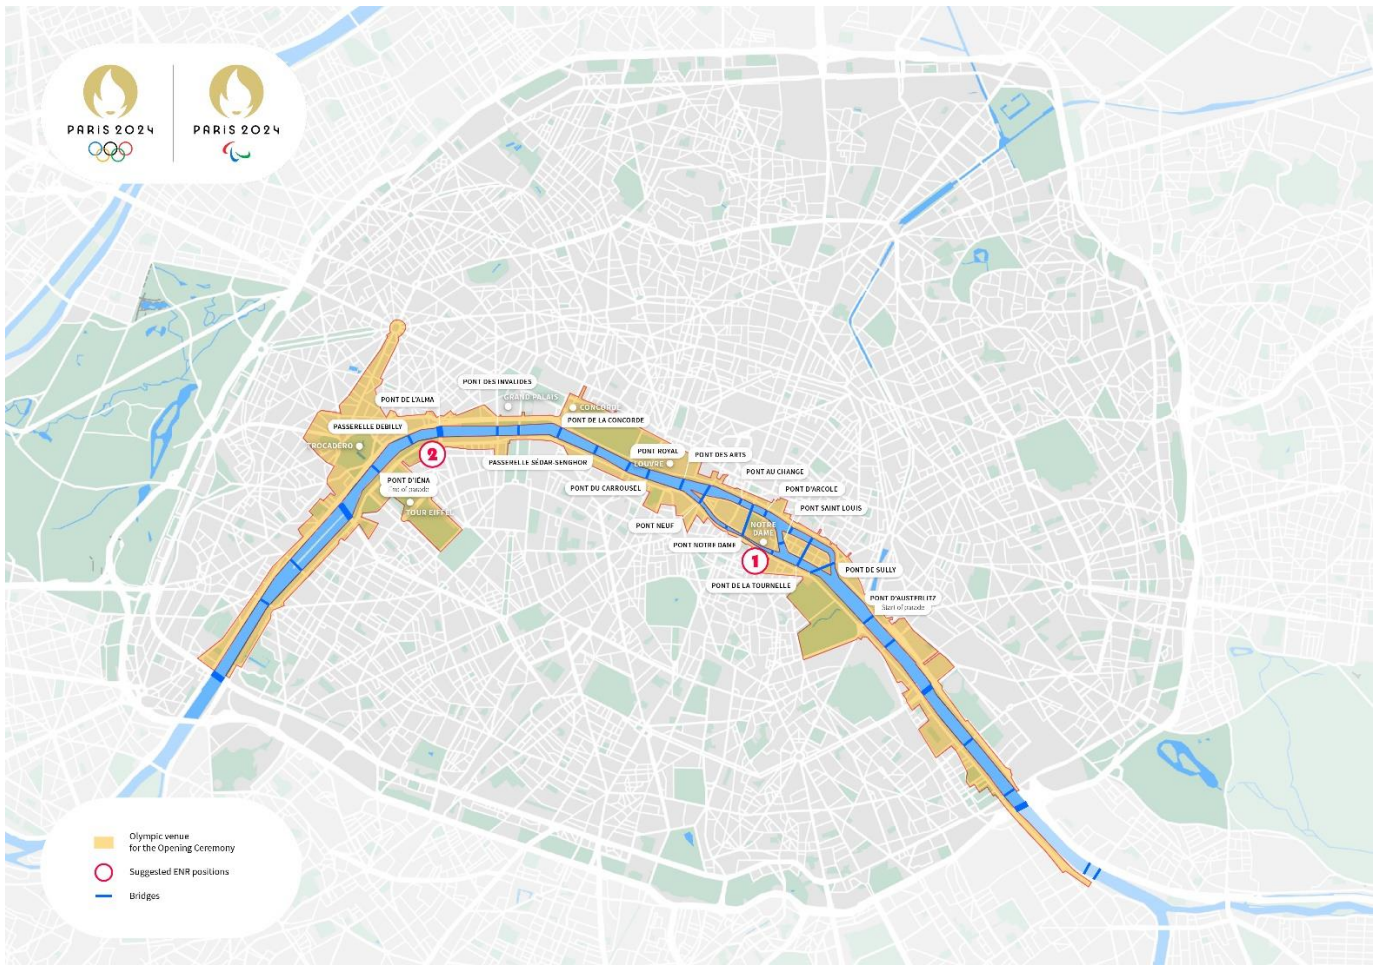 PARIS 2024
PARIS 2024
PONT DES INVALIDES
GRAND PALAIS
PONT DE L'ALMA
CONCORDE
PONT DE LA CONCORDE
PASSERELLE DEBILLY
TROCADÉRO
2
PONT ROYAL
PONT DES ARTS
LOUVRE
PASSERELLE SÉDAR-SENGHOR
PONT AU CHANGE
PONT D'IÉNA
End of parade
PONT DU CARROUSEL
PONT D'ARCOLE
TOUR EIFFEL
PONT SAINT LOUIS
PONT NEUF
NOTRE
DAME
PONT NOTRE DAME
1
PONT DE SULLY
PONT DE LA TOURNELLE
PONT D'AUSTERLITZ
Start of parade
Olympic venue
for the Opening Ceremony
Suggested ENR positions
Bridges